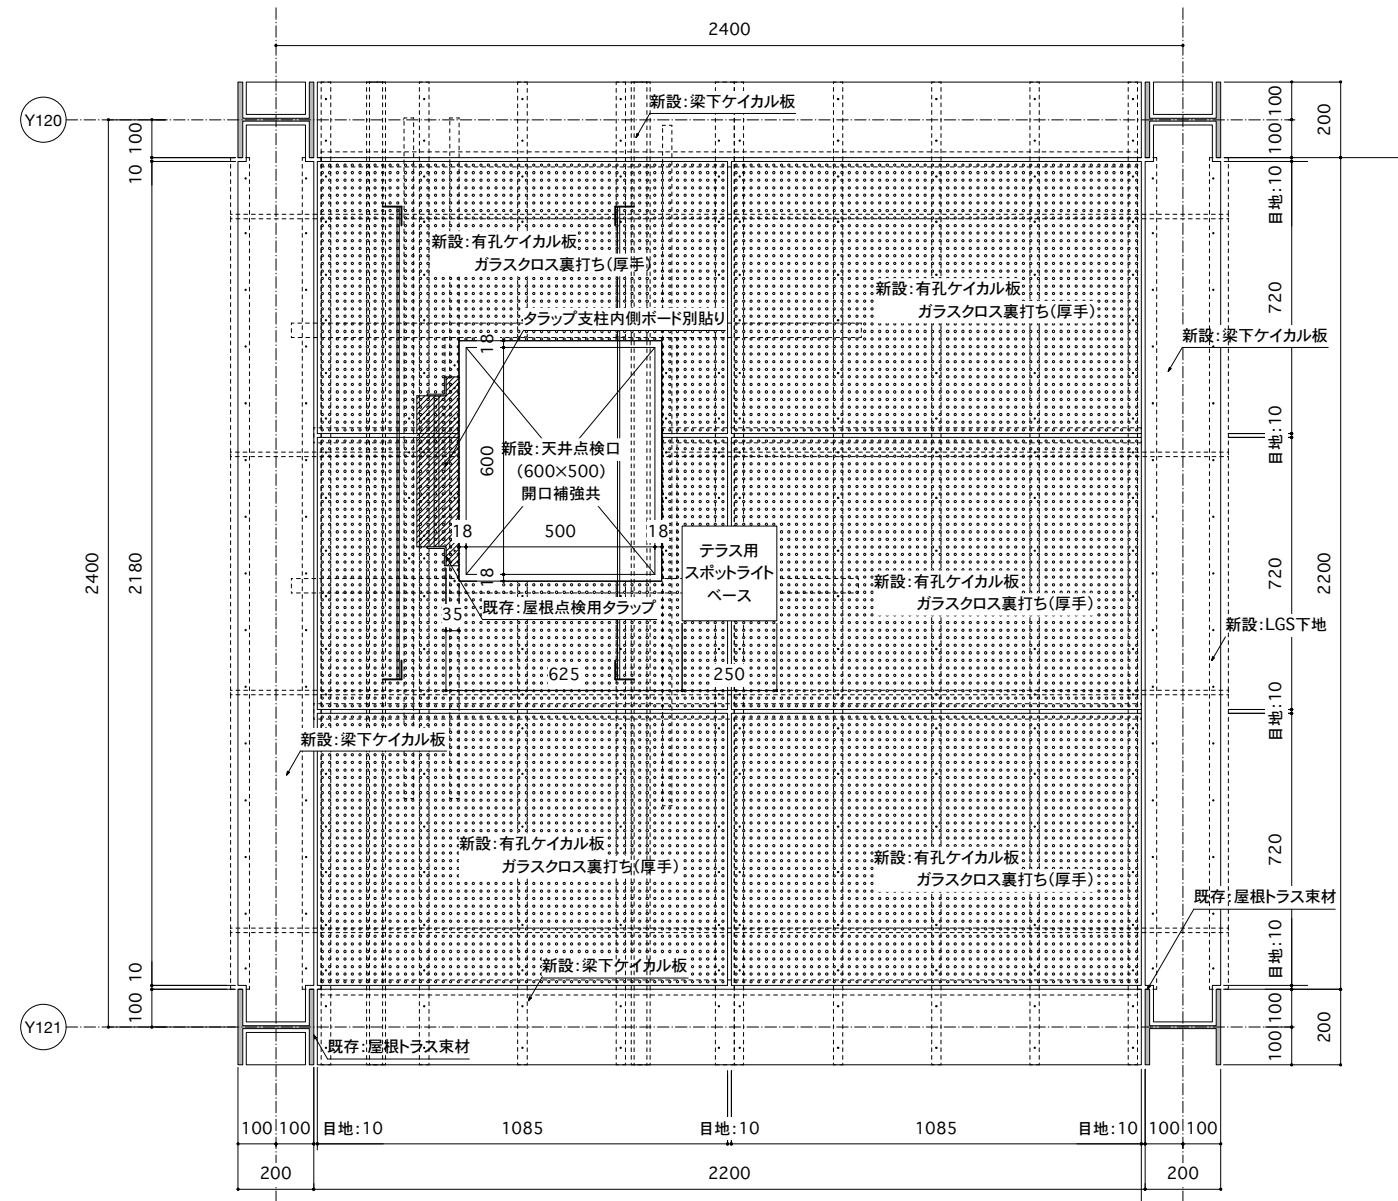 2400
Y120
新設：梁下ケイカル板
100
10
100 100
200
目地:10
新設：有孔ケイカル板
ガラスクロス裏打ち(厚手)
新設：有孔ケイカル板
ガラスクロス裏打ち(厚手)
720
タラップ支柱内側ボード別貼り
新設：梁下ケイカル板
18
目地:10
新設：天井点検口
(600×500)
開口補強共
600
18
500
18
18
テラス用
スポットライト
ベース
2400
2180
新設：有孔ケイカル板
ガラスクロス裏打ち(厚手)
720
2200
既存：屋根点検用タラップ
35
新設：LGS下地
625
250
目地:10
新設：梁下ケイカル板
新設：有孔ケイカル板
ガラスクロス裏打ち(厚手)
新設：有孔ケイカル板
ガラスクロス裏打ち(厚手)
720
既存：屋根トラス束材
新設：梁下ケイカル板
目地:10
10
100
100 100
200
Y121
既存：屋根トラス束材
100 100
目地:10
1085
目地:10
1085
目地:10
100 100
200
2200
200